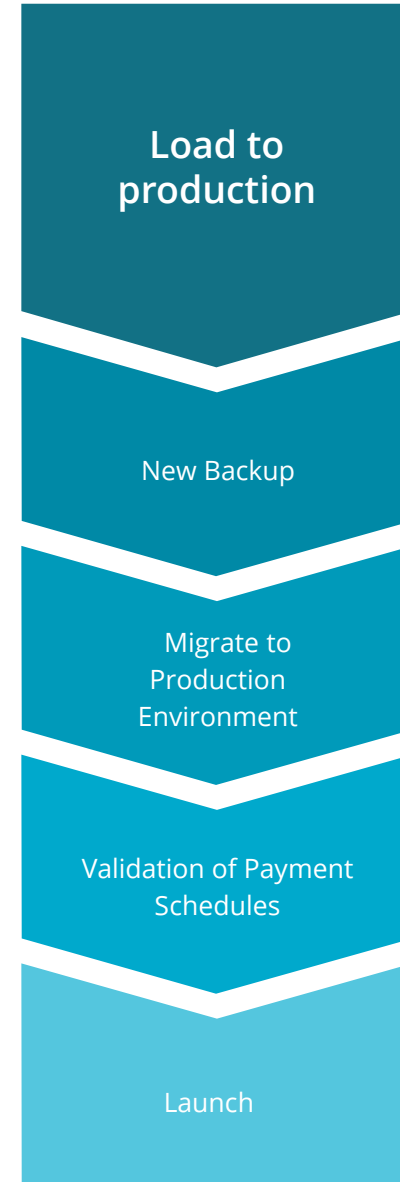 Load to
production
New Backup
Migrate to
Production
Environment
Validation of Payment
Schedules
Launch